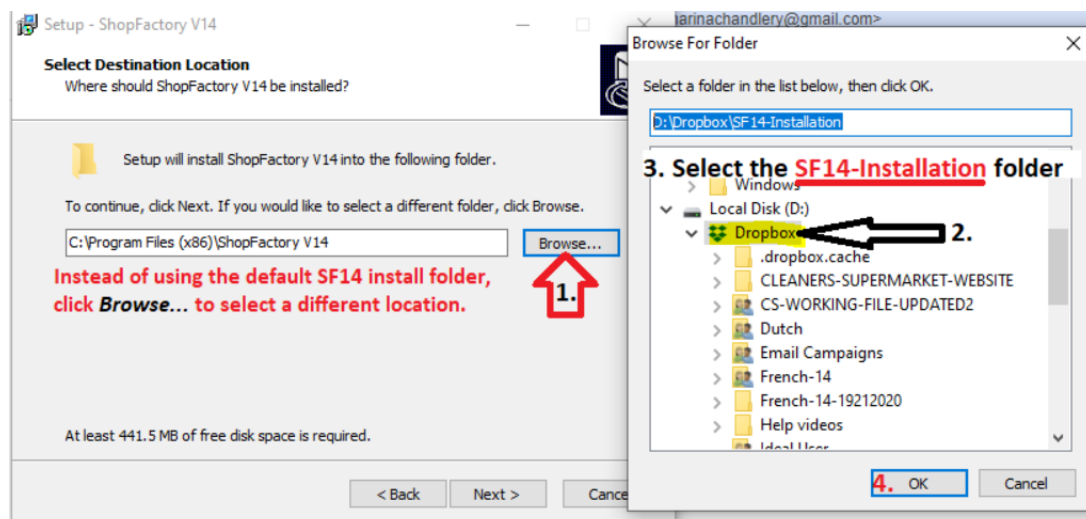 Setup - ShopFactory V14
Select Destination Location
Where should ShopFactory V14 be installed?
Setup will install ShopFactory V14 into the following folder.
To continue, click Next. If you would like to select a different folder, click Browse.
C:\Program Files (x86)\ShopFactory V14
Browse...
Instead of using the default SF14 install folder,
click Browse... to select a different location.
1.
At least 441.5 MB of free disk space is required.
< Back
Next >
Cance
arinachandlery@gmail.com>
Browse For Folder
Select a folder in the list below, then click OK.
D:\Dropbox\SF14-Installation
3. Select the SF14-Installation folder
Windows
Local Disk (D:)
Dropbox
2.
.dropbox.cache
CLEANERS-SUPERMARKET-WEBSITE
CS-WORKING-FILE-UPDATED2
Dutch
Email Campaigns
French-14
French-14-19212020
Help videos
Ideal User
4.
OK
Cancel